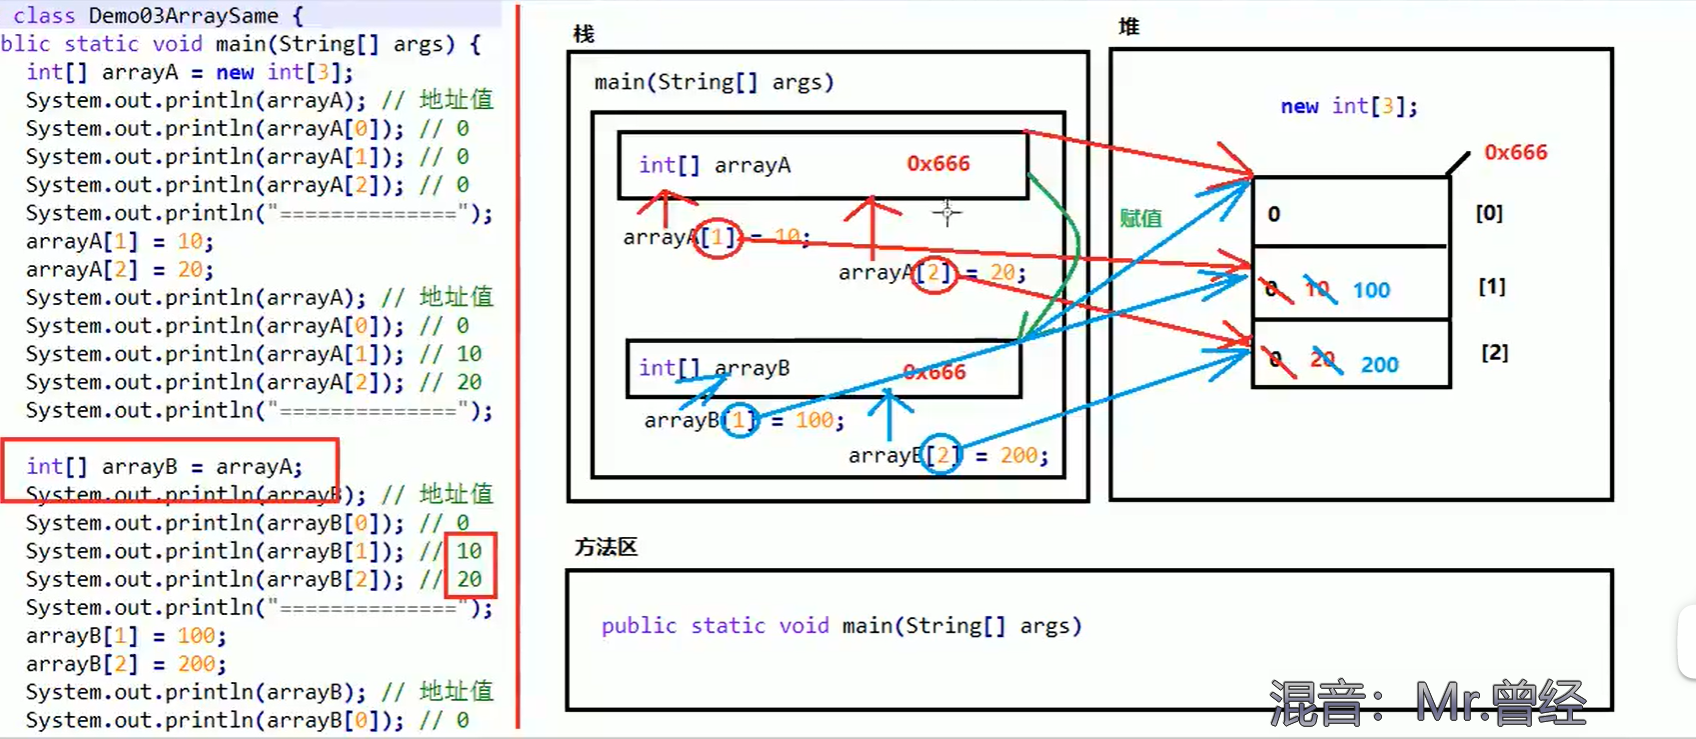 class Demo03ArraySame {
blic static void main(String[] args) {
int[] arrayA = new int[3];
System.out.println(arrayA); // 地址值
System.out.println(arrayA[0]); // 0
System.out.println(arrayA[1]); // 0
System.out.println(arrayA[2]); // 0
System.out.println("==============");
arrayA[1] = 10;
arrayA[2] = 20;
System.out.println(arrayA); // 地址值
System.out.println(arrayA[0]); // 0
System.out.println(arrayA[1]); // 10
System.out.println(arrayA[2]); // 20
System.out.println("==============");
int[] arrayB = arrayA;
System.out.println(arrayB); // 地址值
System.out.println(arrayB[0]); // 0
System.out.println(arrayB[1]); // 10
System.out.println(arrayB[2]); // 20
System.out.println("==============");
arrayB[1] = 100;
arrayB[2] = 200;
System.out.println(arrayB); // 地址值
System.out.println(arrayB[0]); // 0
栈
main(String[] args)
int[] arrayA 0x666
arrayA[1] = 10;
arrayA[2] = 20;
int[] arrayB 0x666
arrayB[1] = 100;
arrayB[2] = 200;
赋值
堆
new int[3];
0x666
0 [0]
0 10 100 [1]
0 20 200 [2]
方法区
public static void main(String[] args)
混音：Mr.曾经